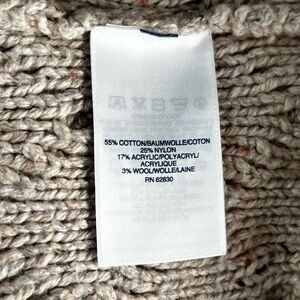 55% COTTON/BAUMWOLLE/COTON
25% NYLON
17% ACRYLIC/POLYACRYL/
ACRYLIQUE
3% WOOL/WOLLE/LAINE
RN 62830